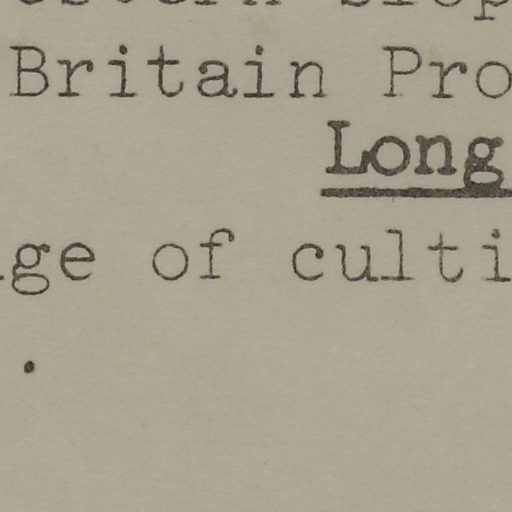 Britain Pro
Long
ge of culti
.